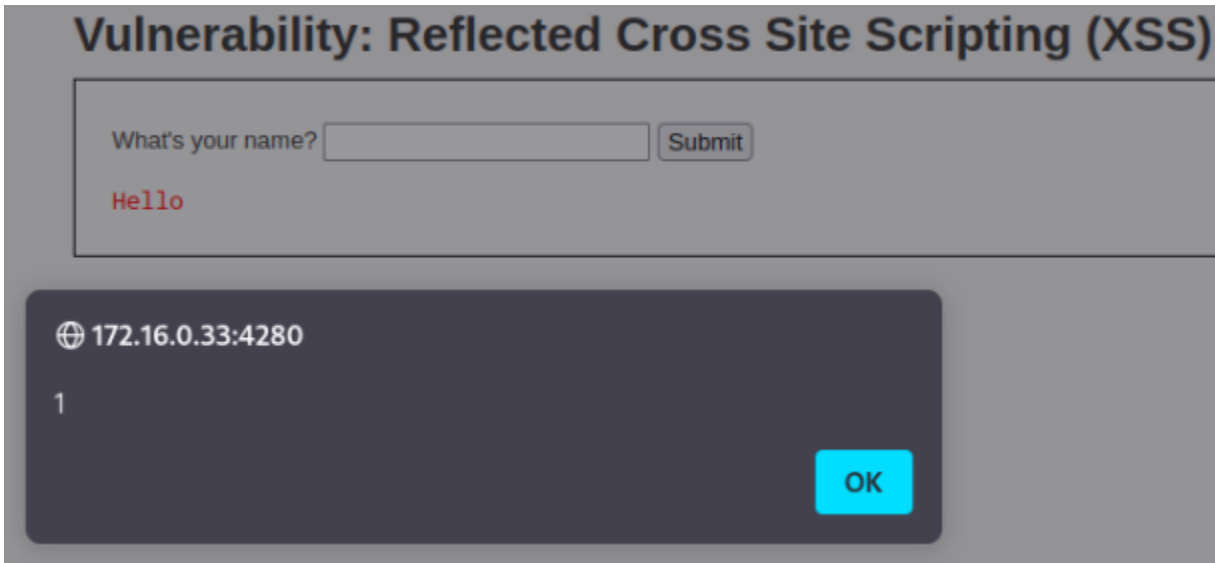 Vulnerability: Reflected Cross Site Scripting (XSS)
What's your name? Submit
Hello
172.16.0.33:4280
1
OK